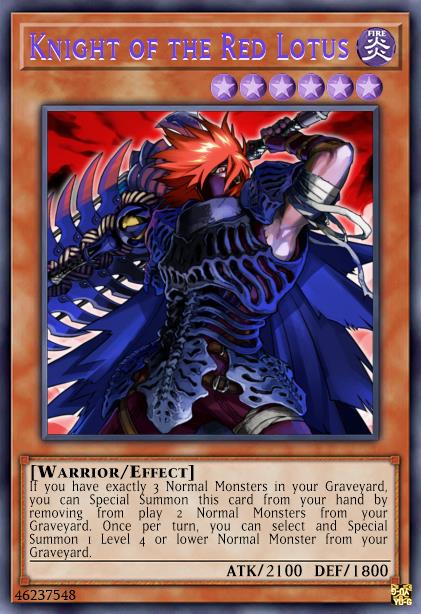 Knight of the Red Lotus
FIRE
炎
[Warrior/Effect]
If you have exactly 3 Normal Monsters in your Graveyard,
you can Special Summon this card from your hand by
removing from play 2 Normal Monsters from your
Graveyard. Once per turn, you can select and Special
Summon 1 Level 4 or lower Normal Monster from your
Graveyard.
ATK/2100 DEF/1800
46237548